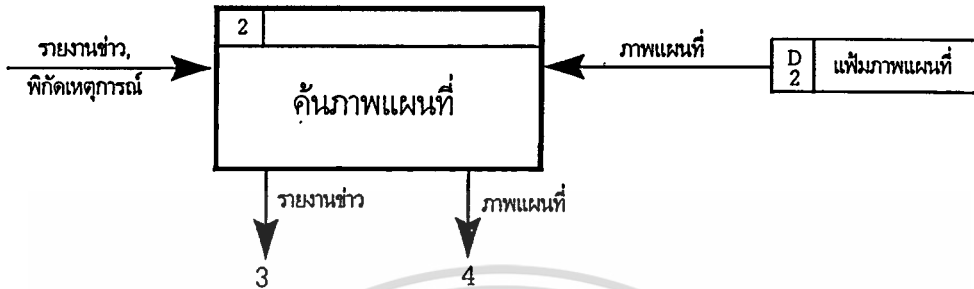 2
รายงานข่าว,
พิกัดเหตุการณ์
ค้นภาพแผนที่
ภาพแผนที่
D
2
แฟ้มภาพแผนที่
รายงานข่าว
ภาพแผนที่
3
4